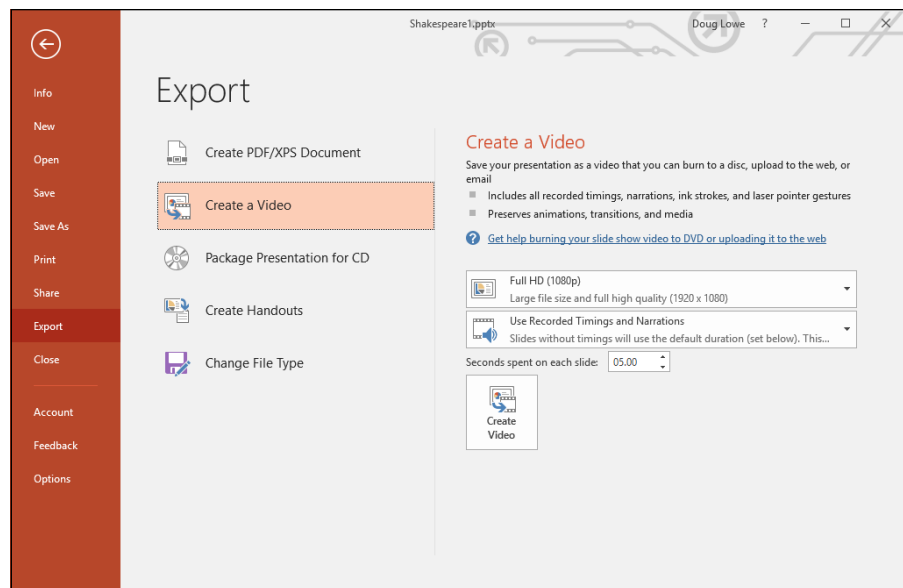 Shakespeare1.pptx
Doug Lowe
?
Info
New
Open
Save
Save As
Print
Share
Export
Close
Account
Feedback
Options
Export
Create PDF/XPS Document
Create a Video
Package Presentation for CD
Create Handouts
Change File Type
Create a Video
Save your presentation as a video that you can burn to a disc, upload to the web, or
email
Includes all recorded timings, narrations, ink strokes, and laser pointer gestures
Preserves animations, transitions, and media
Get help burning your slide show video to DVD or uploading it to the web
Full HD (1080p)
Large file size and full high quality (1920 x 1080)
Use Recorded Timings and Narrations
Slides without timings will use the default duration (set below). This...
Seconds spent on each slide: 05.00
Create
Video